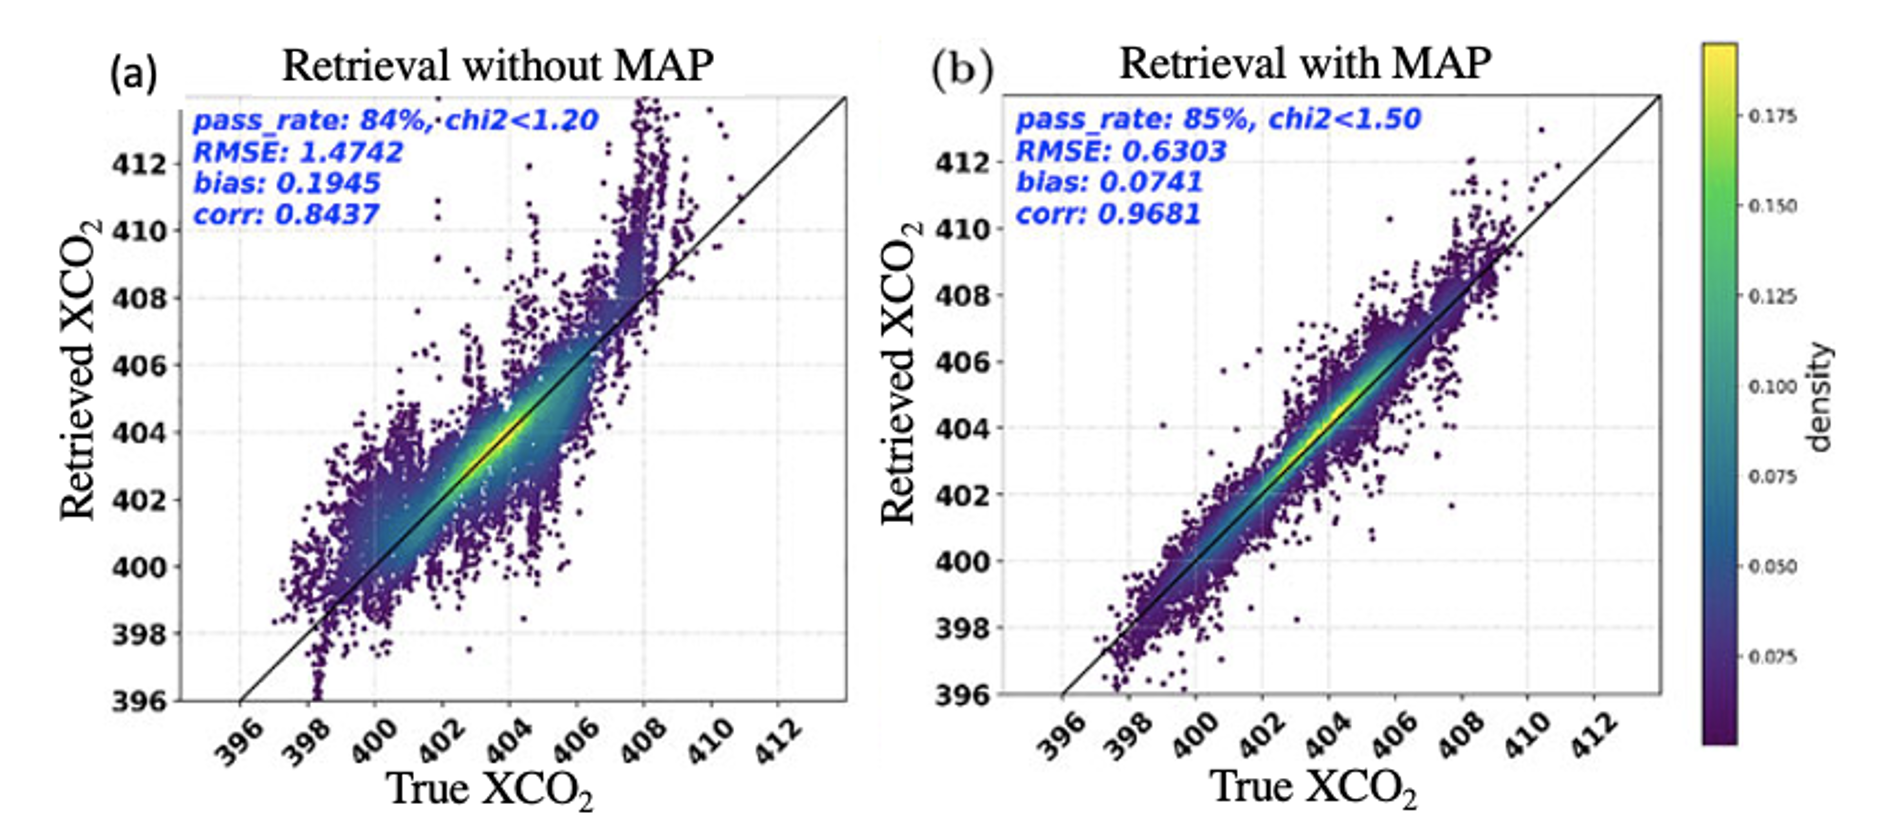 (a) Retrieval without MAP
pass_rate: 84%, chi2<1.20
RMSE: 1.4742
bias: 0.1945
corr: 0.8437
Retrieved XCO₂
412
410
408
406
404
402
400
398
396
396 398 400 402 404 406 408 410 412
True XCO₂
(b) Retrieval with MAP
pass_rate: 85%, chi2<1.50
RMSE: 0.6303
bias: 0.0741
corr: 0.9681
Retrieved XCO₂
412
410
408
406
404
402
400
398
396
396 398 400 402 404 406 408 410 412
True XCO₂
0.175
0.150
0.125
0.100
0.075
0.050
0.025
density